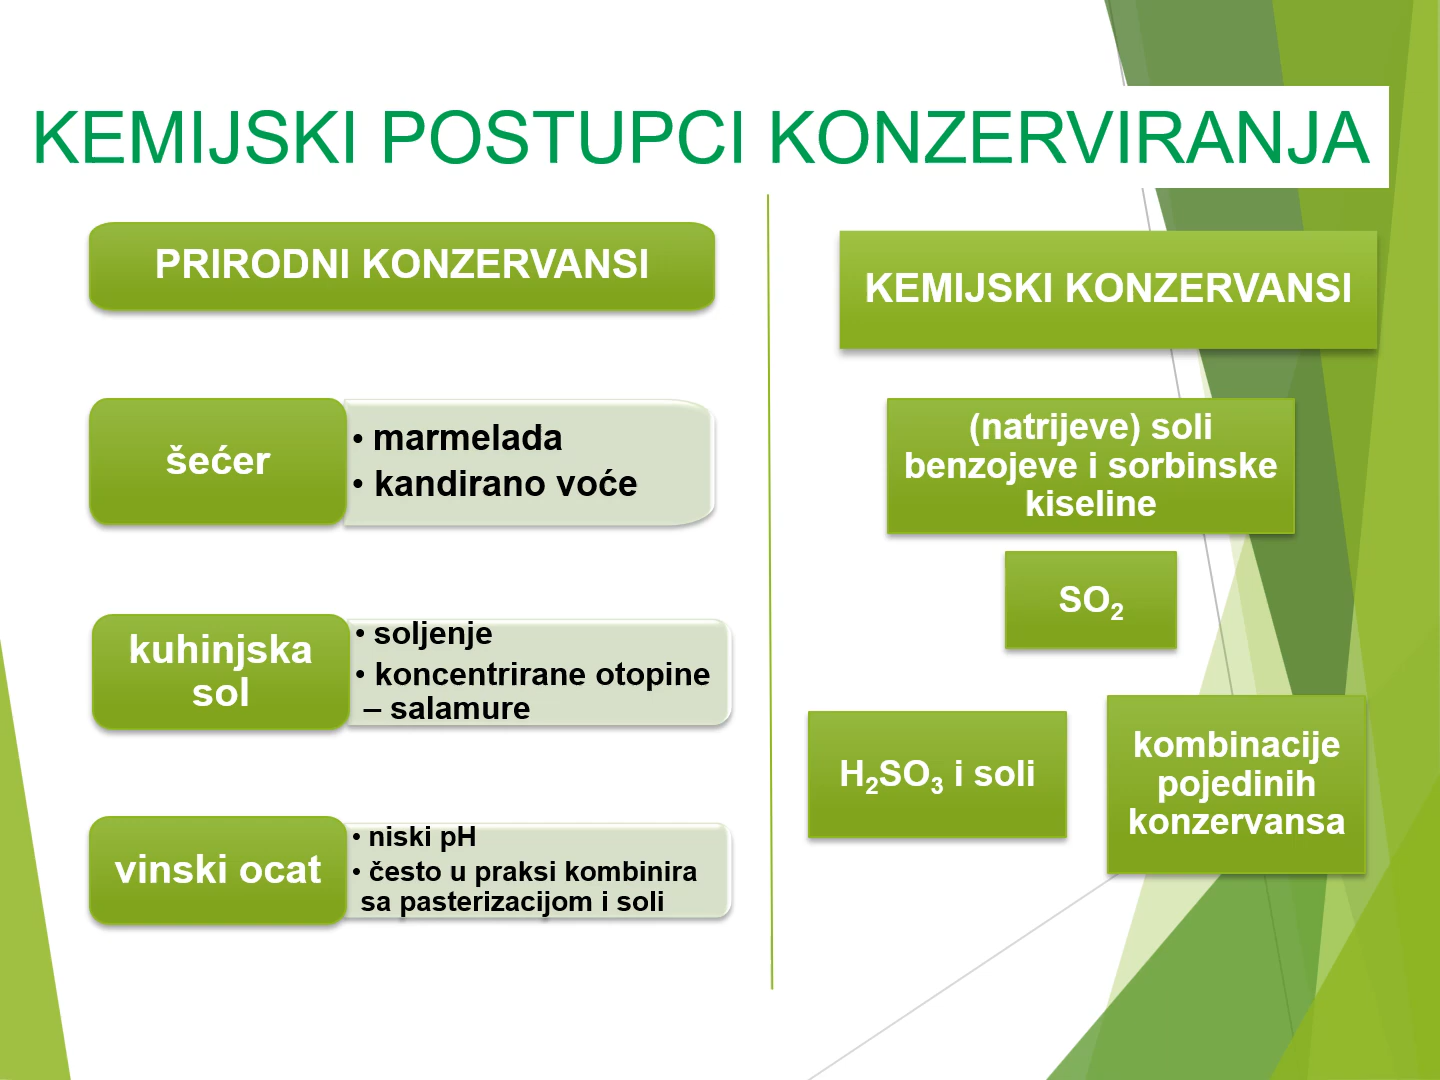 KEMIJSKI POSTUPCI KONZERVIRANJA
PRIRODNI KONZERVANSI
šećer
• marmelada
• kandirano voće
kuhinjska
sol
• soljenje
• koncentrirane otopine
– salamure
vinski ocat
• niski pH
• često u praksi kombinira
sa pasterizacijom i soli
KEMIJSKI KONZERVANSI
(natrijeve) soli
benzojeve i sorbinske
kiseline
SO₂
H₂SO₃ i soli
kombinacije
pojedinih
konzervansa